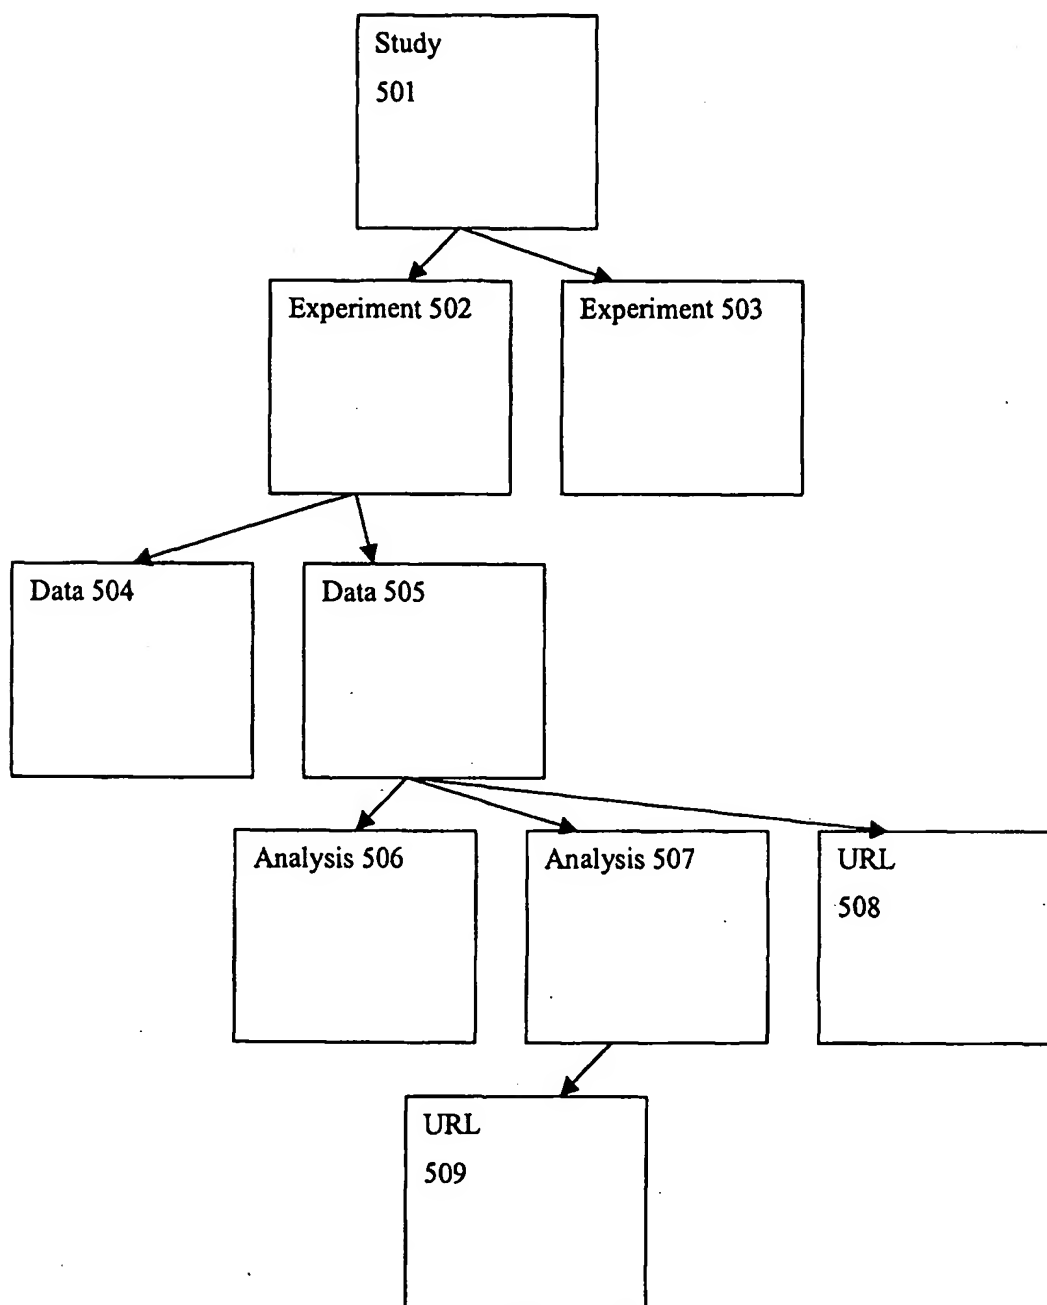 Study
501
Experiment 502
Experiment 503
Data 504
Data 505
Analysis 506
Analysis 507
URL
508
URL
509